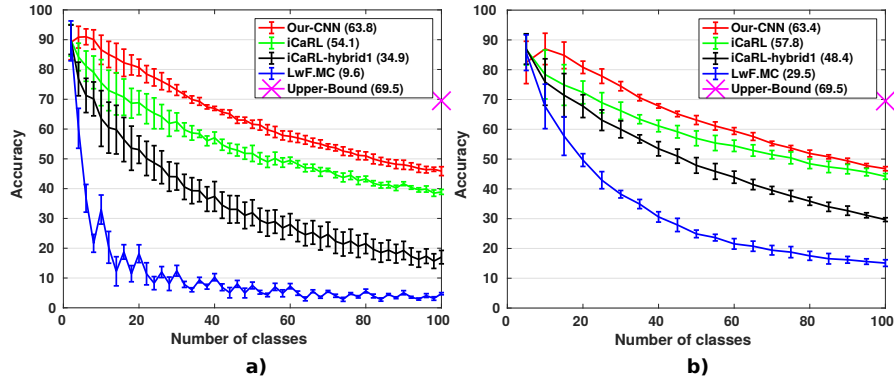 100
90
80
70
60
50
40
30
20
10
0
Accuracy
Our-CNN (63.8)
iCaRL (54.1)
iCaRL-hybrid1 (34.9)
LwF.MC (9.6)
Upper-Bound (69.5)
0 20 40 60 80 100
Number of classes
a)
100
90
80
70
60
50
40
30
20
10
0
Accuracy
Our-CNN (63.4)
iCaRL (57.8)
iCaRL-hybrid1 (48.4)
LwF.MC (29.5)
Upper-Bound (69.5)
0 20 40 60 80 100
Number of classes
b)